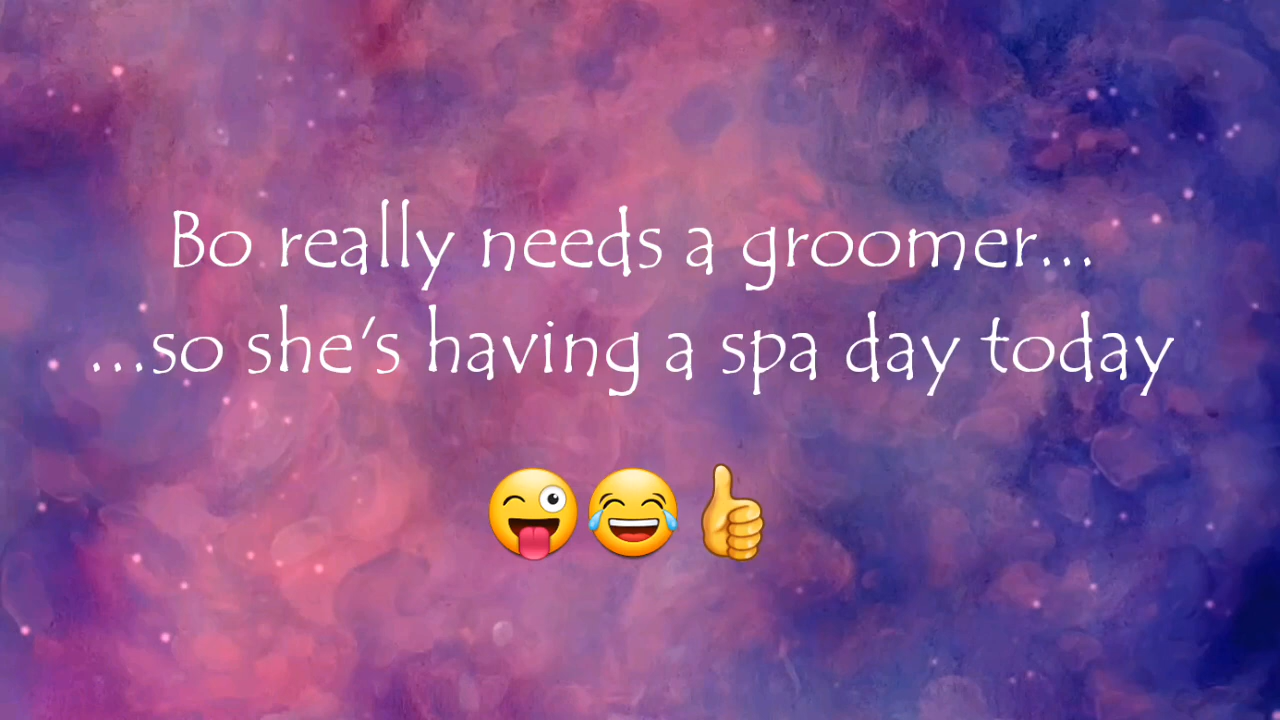 Bo really needs a groomer...
...so she's having a spa day today
😜😂👍